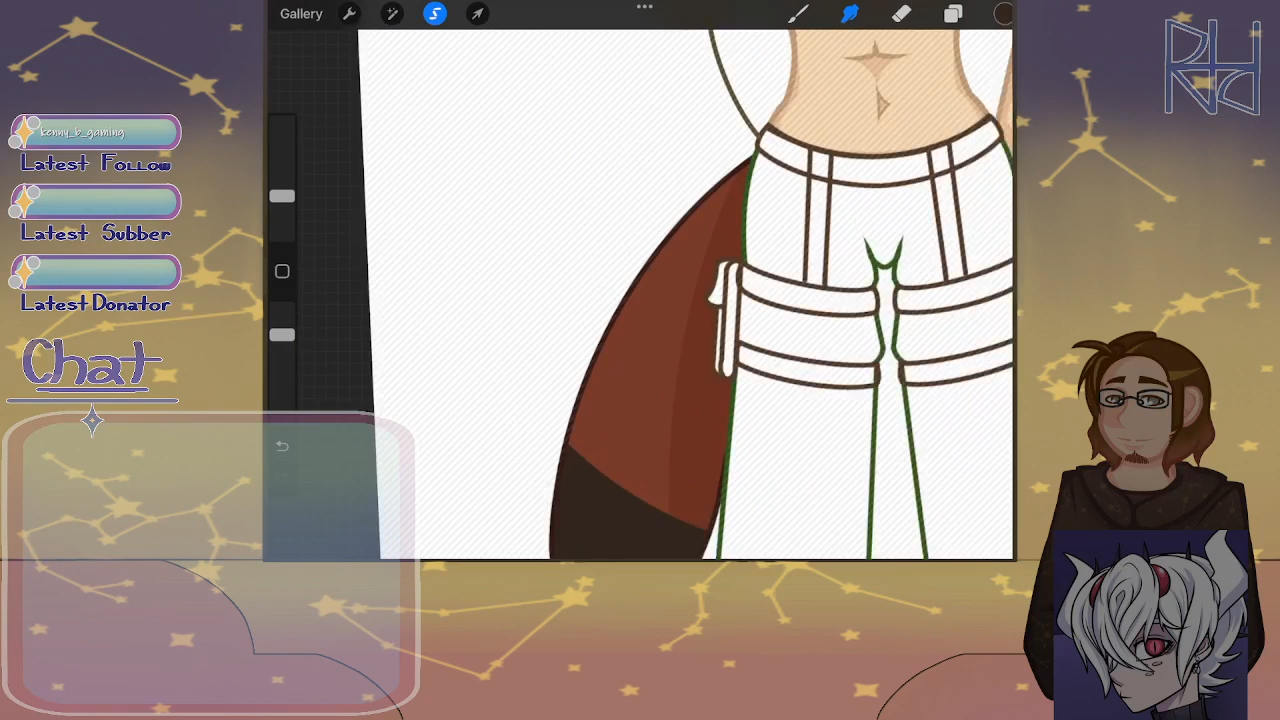 Gallery
kenny_b_gaming
Latest Follow
Latest Subber
Latest Donator
Chat